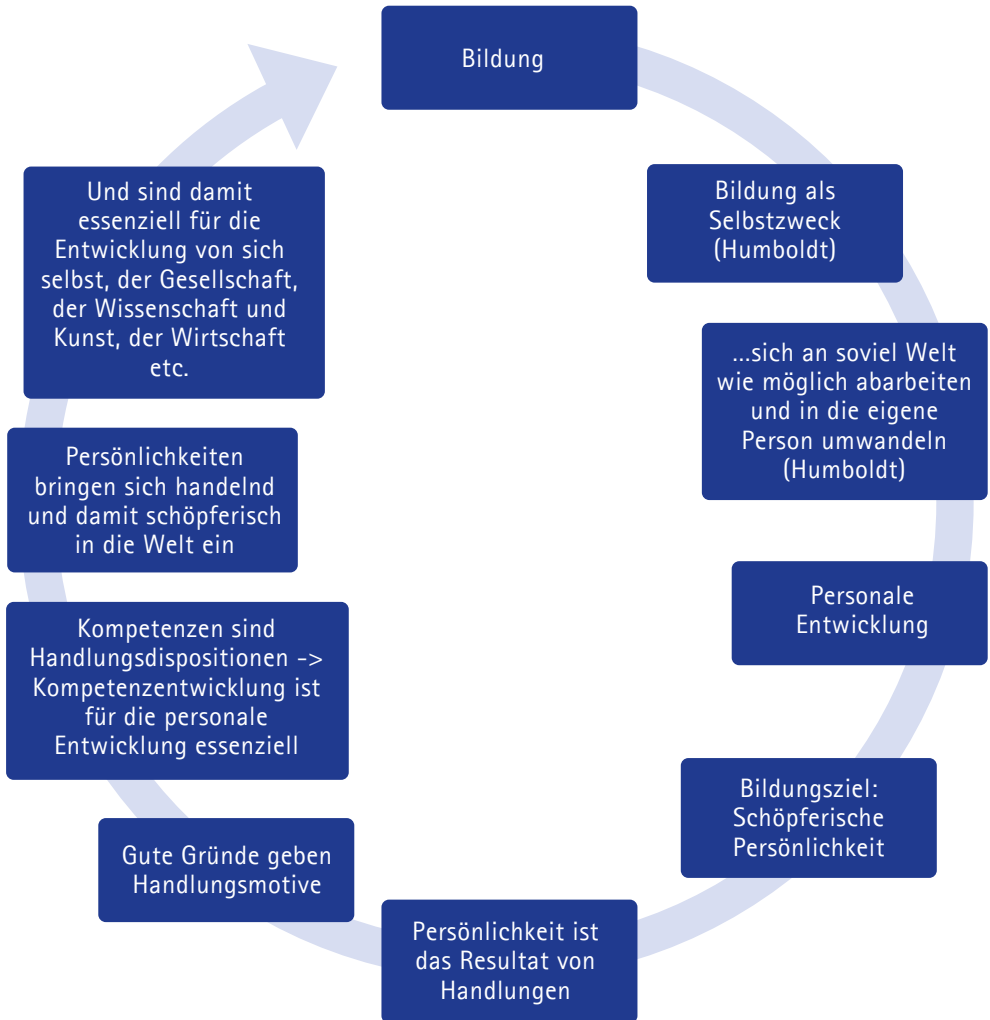 Bildung
Bildung als
Selbstzweck
(Humboldt)
...sich an soviel Welt
wie möglich abarbeiten
und in die eigene
Person umwandeln
(Humboldt)
Personale
Entwicklung
Bildungsziel:
Schöpferische
Persönlichkeit
Persönlichkeit ist
das Resultat von
Handlungen
Gute Gründe geben
Handlungsmotive
Kompetenzen sind
Handlungsdispositionen ->
Kompetenzentwicklung ist
für die personale
Entwicklung essenziell
Persönlichkeiten
bringen sich handelnd
und damit schöpferisch
in die Welt ein
Und sind damit
essenziell für die
Entwicklung von sich
selbst, der Gesellschaft,
der Wissenschaft und
Kunst, der Wirtschaft
etc.